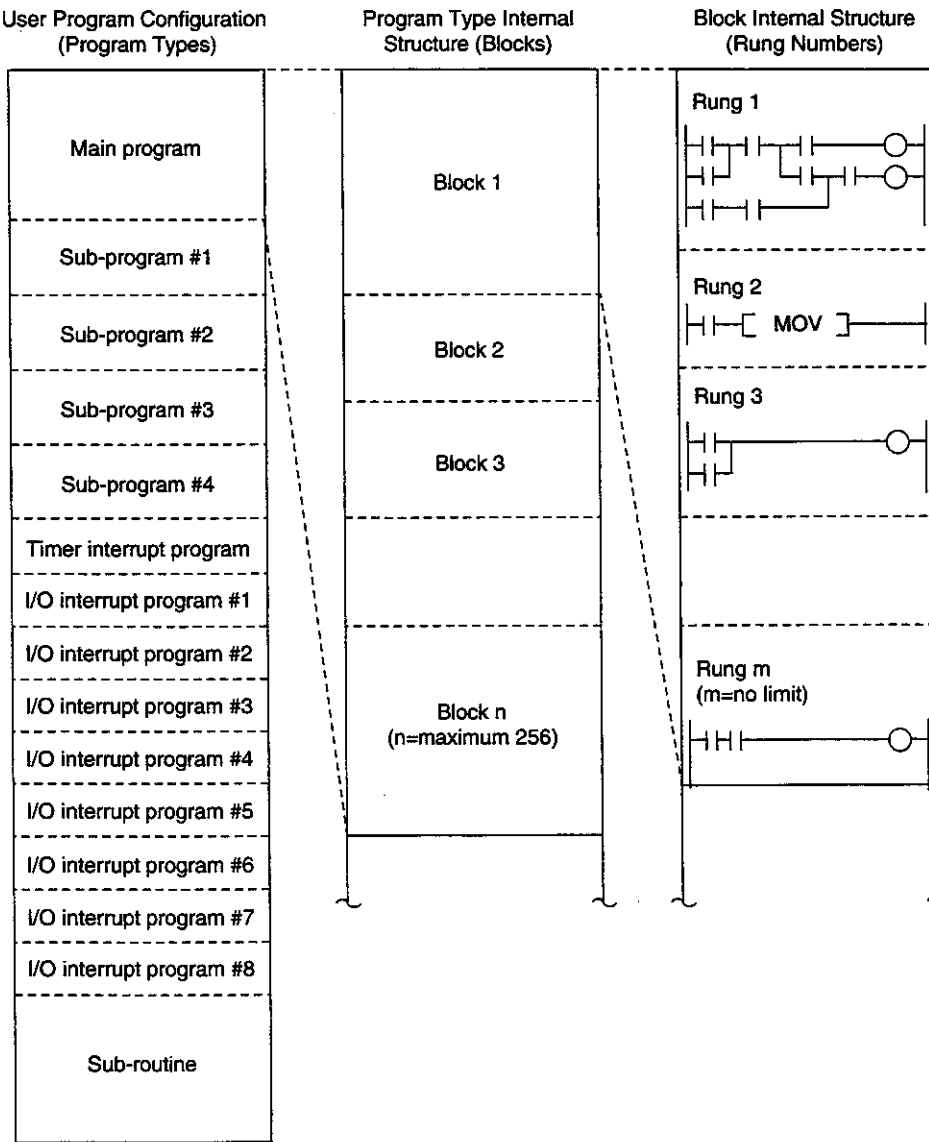 User Program Configuration
(Program Types)
Main program
Sub-program #1
Sub-program #2
Sub-program #3
Sub-program #4
Timer interrupt program
I/O interrupt program #1
I/O interrupt program #2
I/O interrupt program #3
I/O interrupt program #4
I/O interrupt program #5
I/O interrupt program #6
I/O interrupt program #7
I/O interrupt program #8
Sub-routine
Program Type Internal
Structure (Blocks)
Block 1
Block 2
Block 3
Block n
(n=maximum 256)
Block Internal Structure
(Rung Numbers)
Rung 1
Rung 2
MOV
Rung 3
Rung m
(m=no limit)